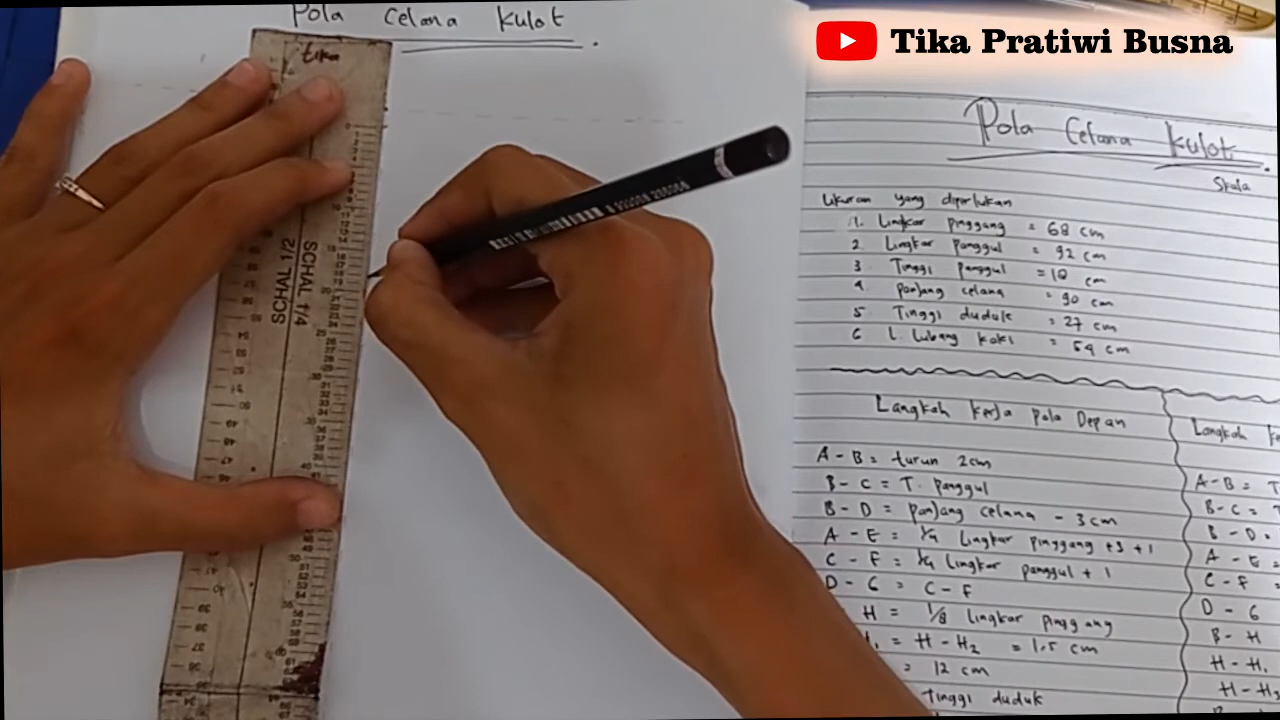 Pola Celana Kulot
tika
SCHAL 1/2
SCHAL 1/4
Tika Pratiwi Busna
Pola Celana Kulot
Skala
Ukuran yang diperlukan
1. Lingkar pinggang = 68 cm
2. Lingkar panggul = 92 cm
3 Tinggi panggul = 18 cm
4 panjang celana = 90 cm
5 Tinggi duduk = 27 cm
6 L. Lubang kaki = 54 cm
Langkah kerja pola Depan
A - B = turun 2cm
B - C = T. panggul
B - D = panjang celana - 3cm
A - E = 1/4 Lingkar pinggang +3 +1
C - F = 1/4 Lingkar panggul + 1
D - G = C - F
H = 1/8 lingkar pinggang
= H - H2 = 1.5 cm
= 12 cm
tinggi duduk
Langkah
A - B =
B - C =
B - D =
A - E =
C - F =
D - G
B - H
H - H1